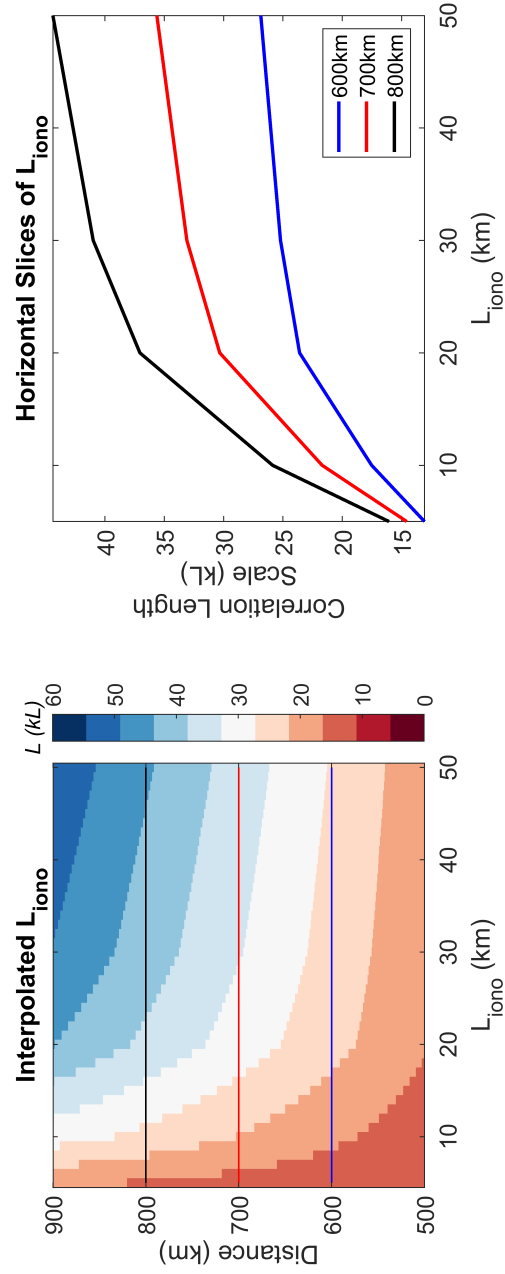 Interpolated L_iono
L (kL)
900
800
700
600
500
Distance (km)
10
20
30
40
50
L_iono (km)
60
50
40
30
20
10
0
Horizontal Slices of L_iono
Correlation Length
Scale (kL)
40
35
30
25
20
15
10
20
30
40
50
L_iono (km)
600km
700km
800km